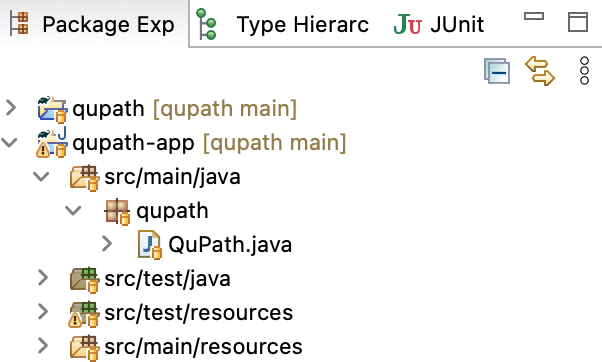 Package Exp Type Hierarc JU JUnit
qupath [qupath main]
qupath-app [qupath main]
src/main/java
qupath
QuPath.java
src/test/java
src/test/resources
src/main/resources